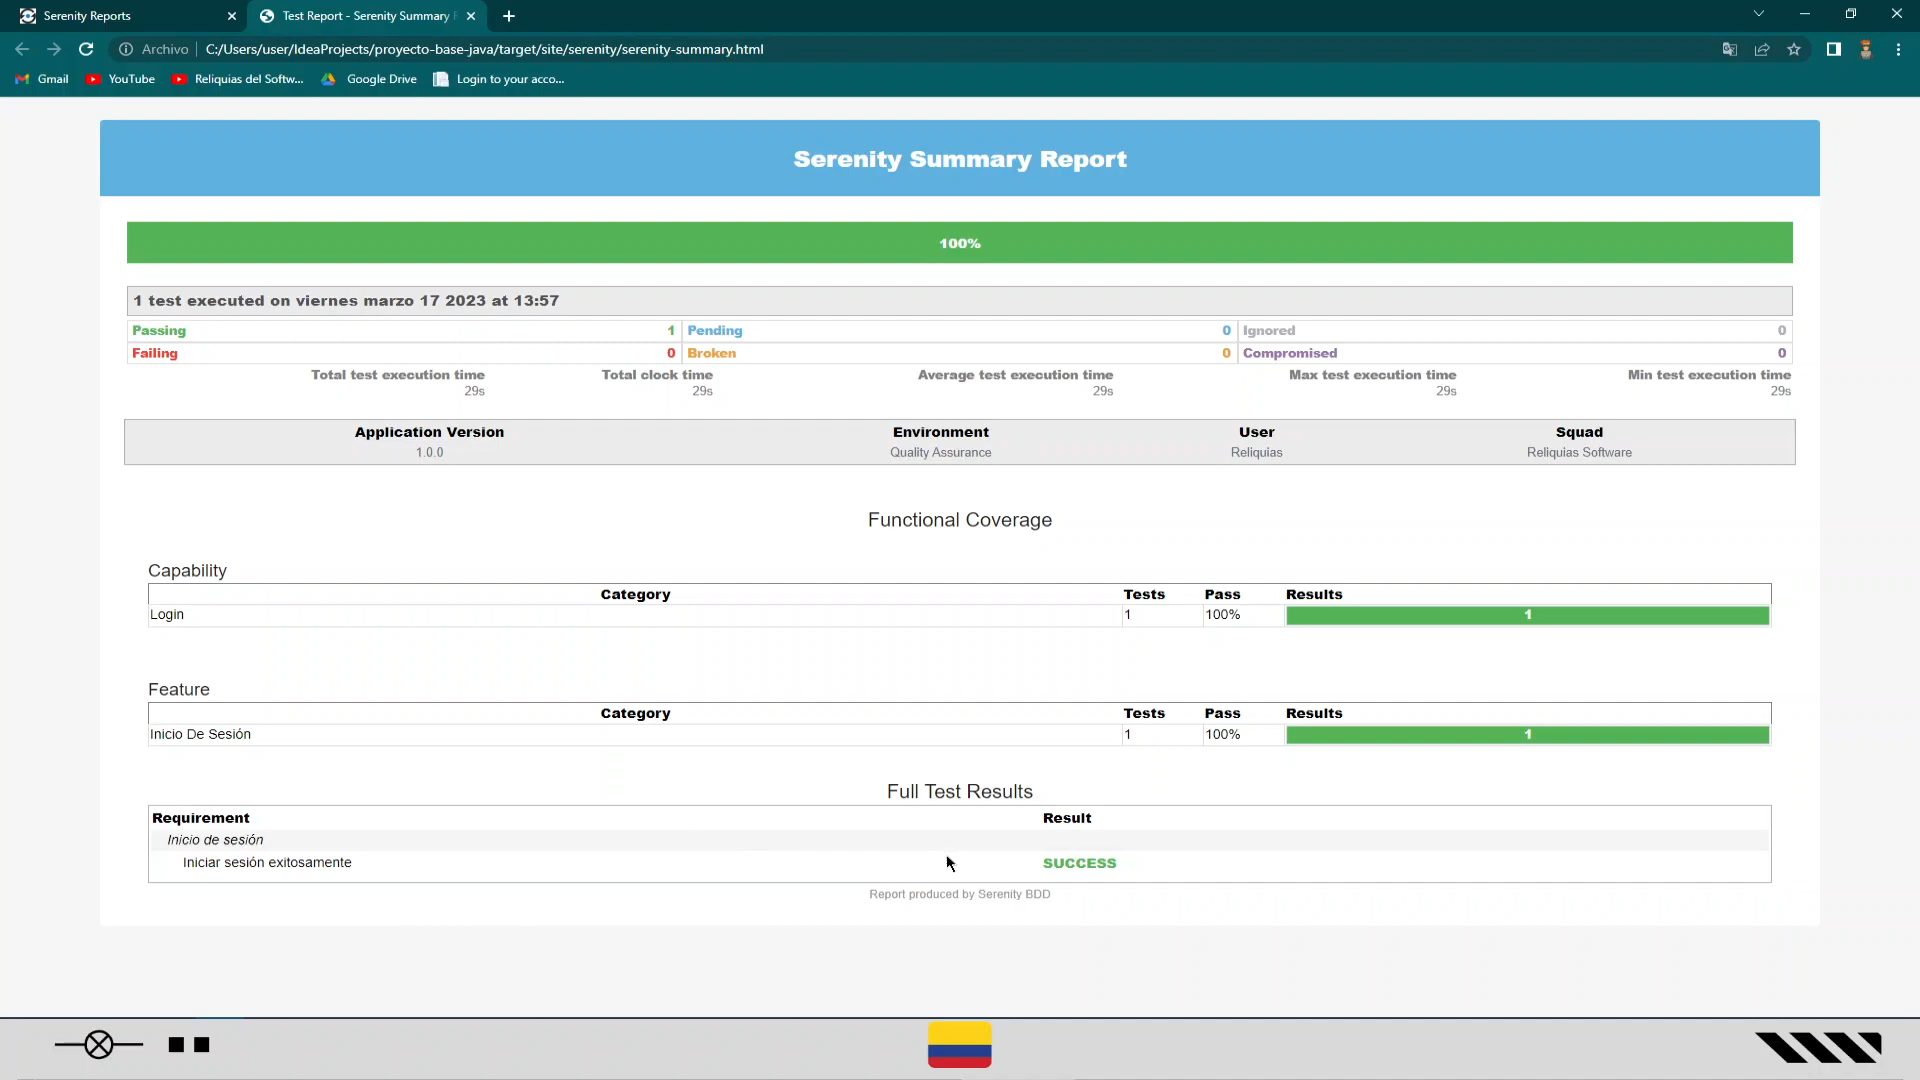 Serenity Reports
Test Report - Serenity Summary
Archivo C:/Users/user/IdeaProjects/proyecto-base-java/target/site/serenity/serenity-summary.html
Gmail YouTube Reliquias del Softw... Google Drive Login to your acco...
Serenity Summary Report
100%
1 test executed on viernes marzo 17 2023 at 13:57
Passing 1 Pending 0 Ignored 0
Failing 0 Broken 0 Compromised 0
Total test execution time Total clock time Average test execution time Max test execution time Min test execution time
29s 29s 29s 29s 29s
Application Version Environment User Squad
1.0.0 Quality Assurance Reliquias Reliquias Software
Functional Coverage
Capability
Category Tests Pass Results
Login 1 100% 1
Feature
Category Tests Pass Results
Inicio De Sesión 1 100% 1
Full Test Results
Requirement Result
Inicio de sesión
Iniciar sesión exitosamente SUCCESS
Report produced by Serenity BDD